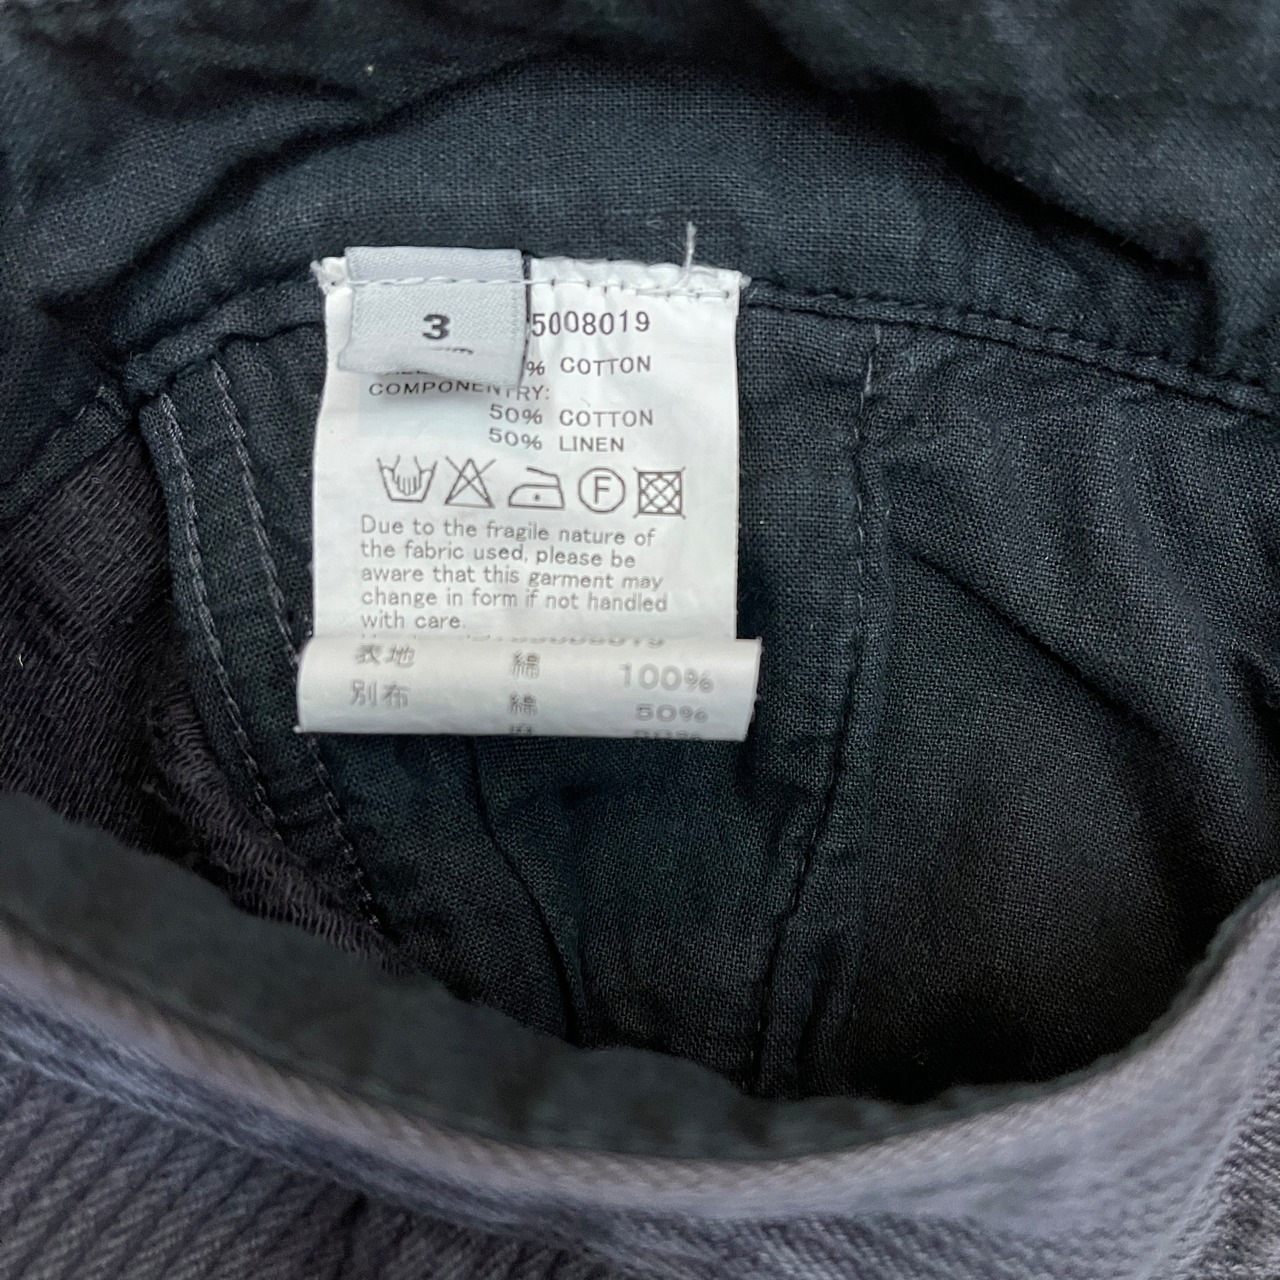 3
5008019
% COTTON
COMPONENTRY:
50% COTTON
50% LINEN
F
Due to the fragile nature of
the fabric used, please be
aware that this garment may
change in form if not handled
with care.
表地 綿 100%
別布 綿 50%